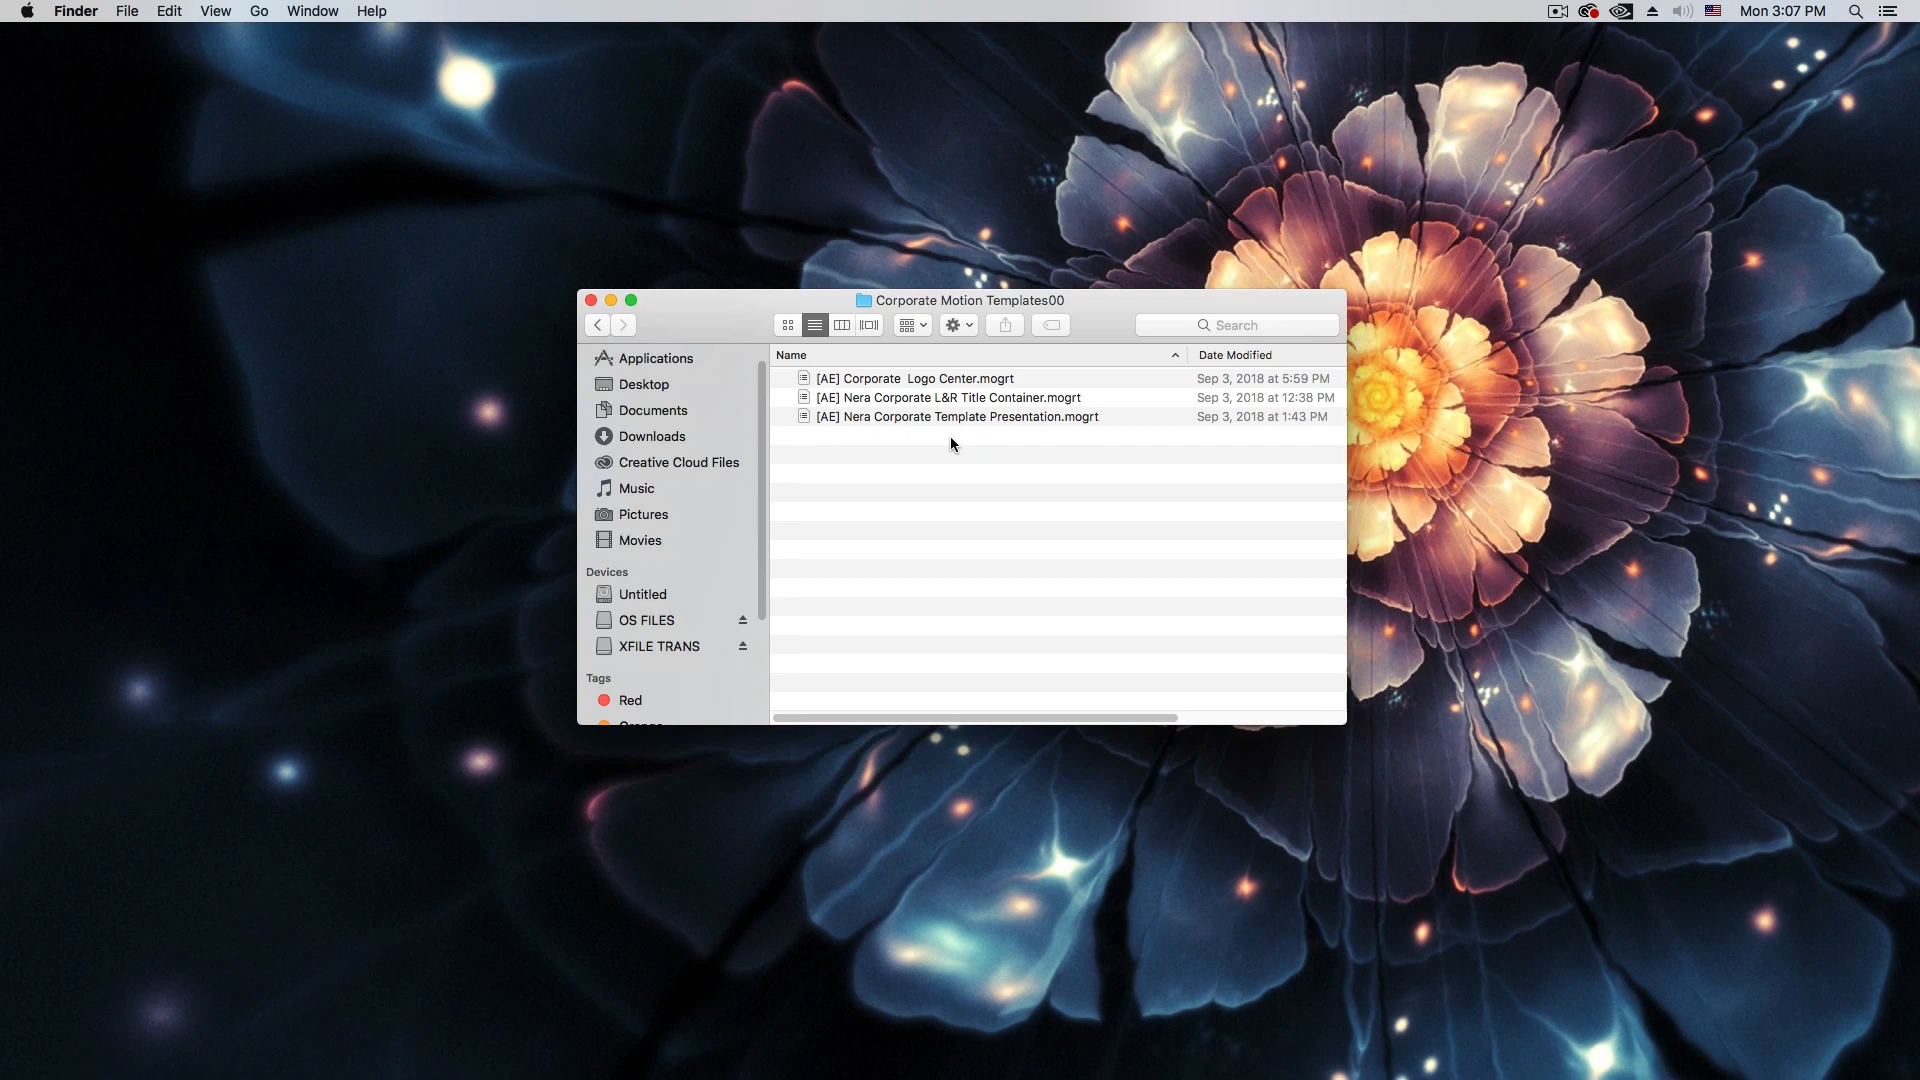 Finder File Edit View Go Window Help Mon 3:07 PM
Corporate Motion Templates00
Search
Name Date Modified
[AE] Corporate  Logo Center.mogrt Sep 3, 2018 at 5:59 PM
[AE] Nera Corporate L&R Title Container.mogrt Sep 3, 2018 at 12:38 PM
[AE] Nera Corporate Template Presentation.mogrt Sep 3, 2018 at 1:43 PM
Applications
Desktop
Documents
Downloads
Creative Cloud Files
Music
Pictures
Movies
Devices
Untitled
OS FILES
XFILE TRANS
Tags
Red
Orange